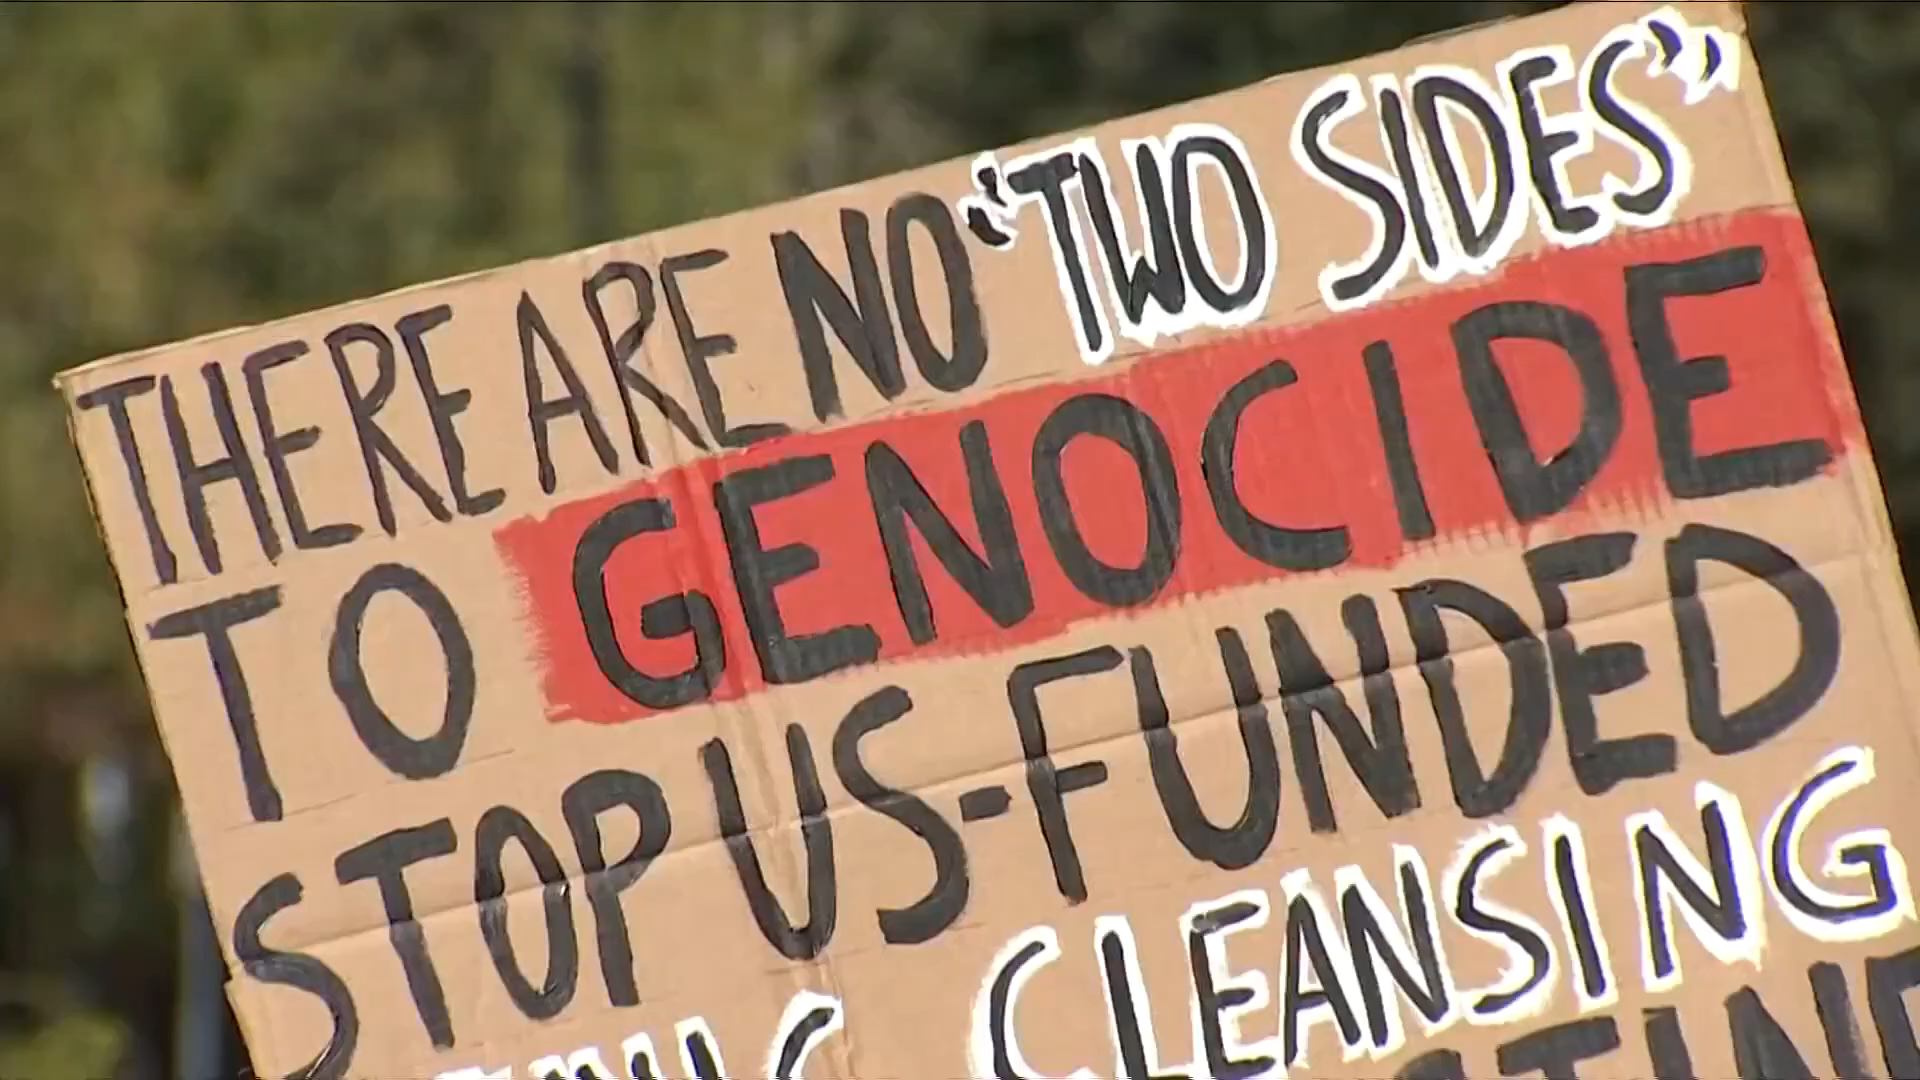 THERE ARE NO "TWO SIDES"
TO GENOCIDE
STOP US-FUNDED
CLEANSING